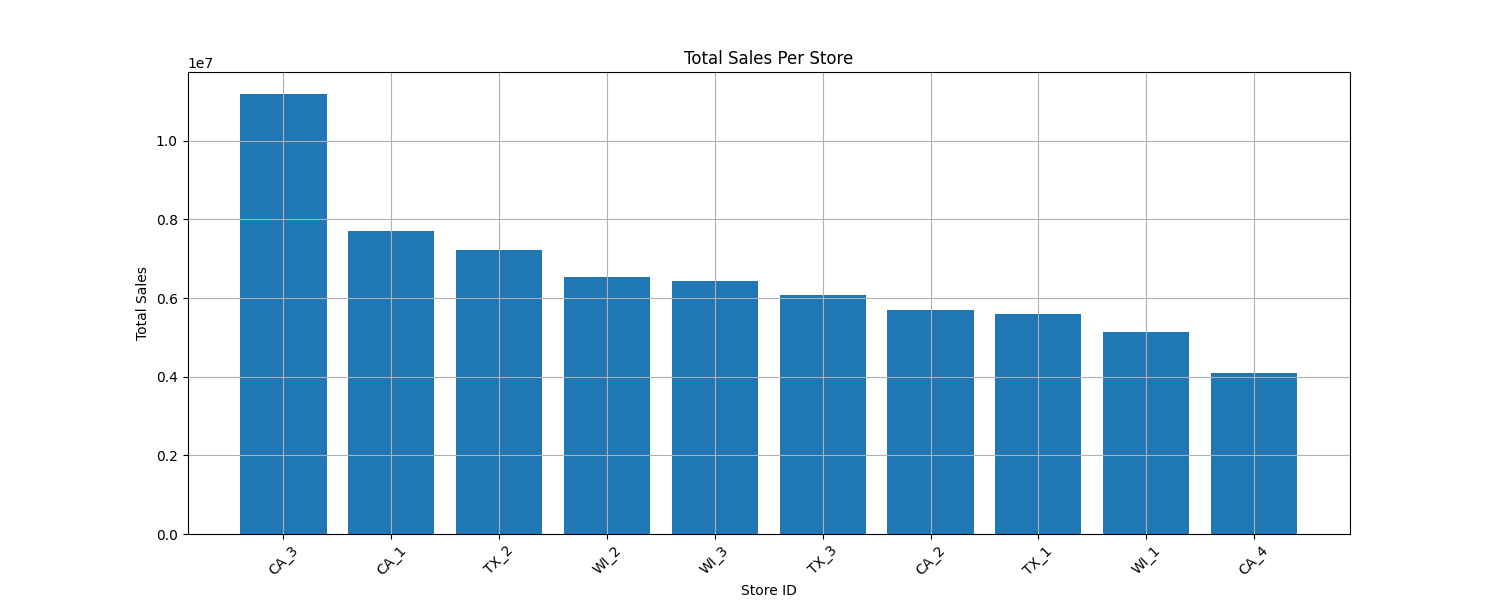 Total Sales Per Store
1e7
1.0
0.8
0.6
0.4
0.2
0.0
Total Sales
CA_3 CA_1 TX_2 WI_2 WI_3 TX_3 CA_2 TX_1 WI_1 CA_4
Store ID